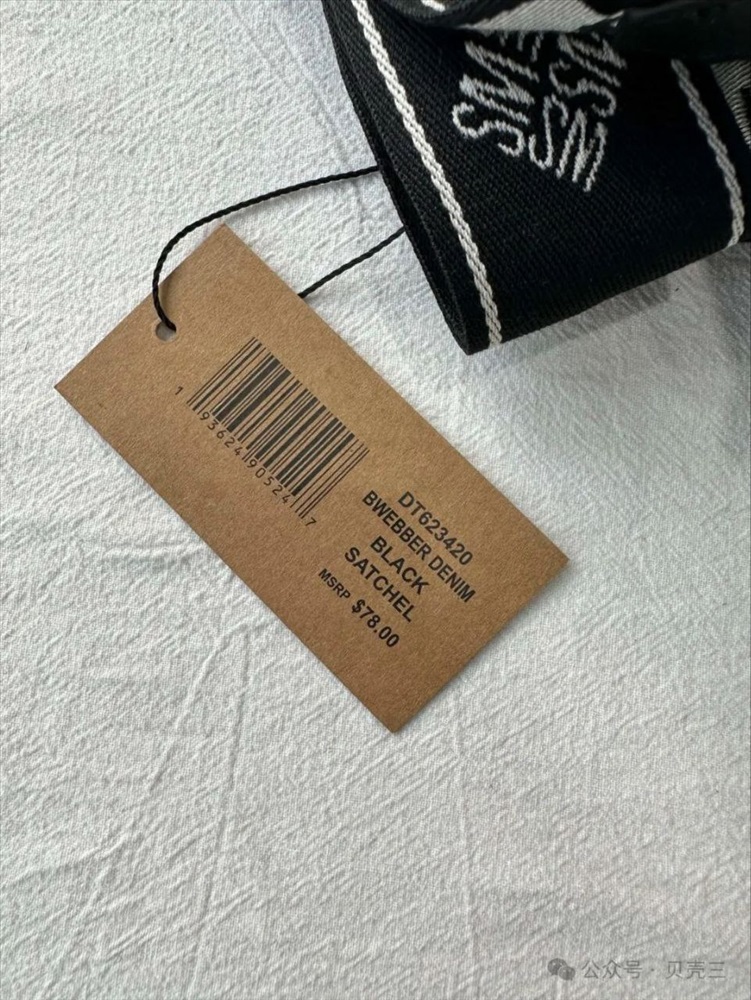 1 93624 90524 7
DT623420
BWEBBER DENIM
BLACK
SATCHEL
MSRP $78.00
公众号 · 贝壳三